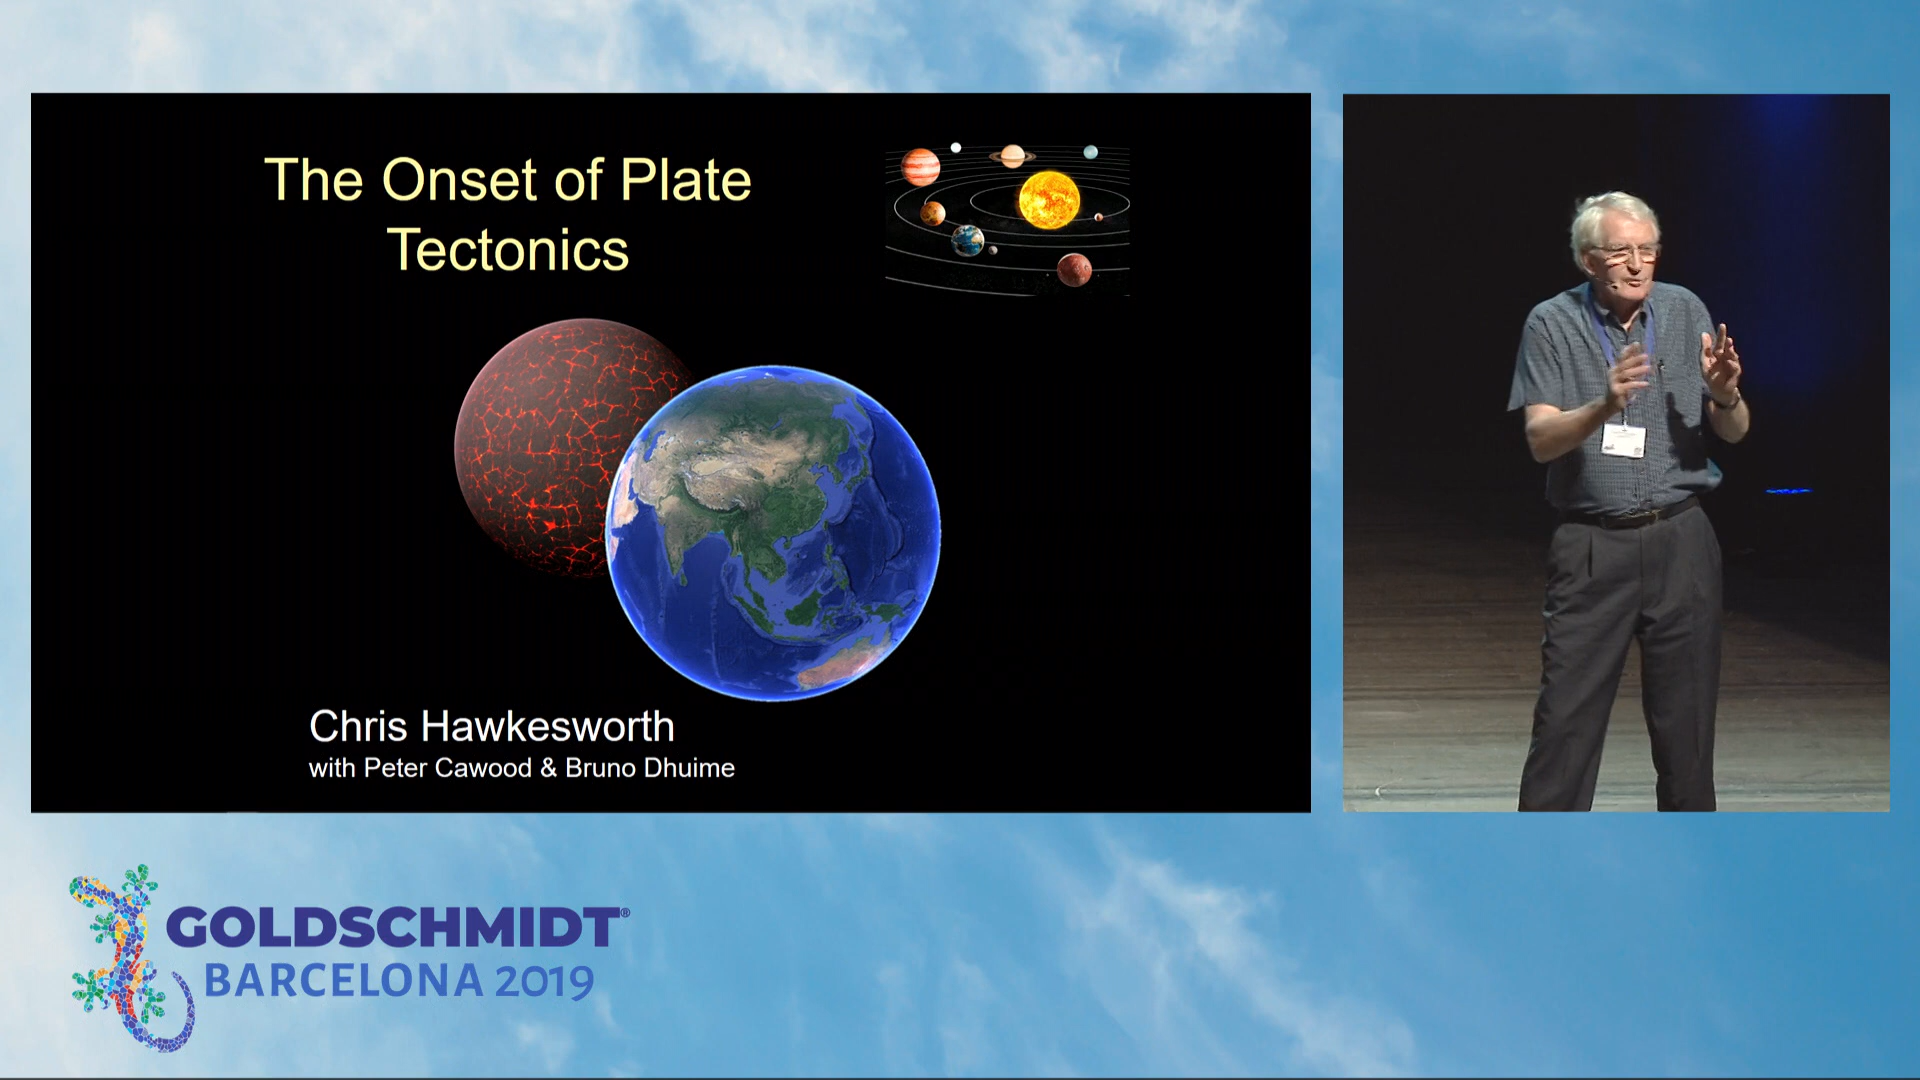 The Onset of Plate
Tectonics
Chris Hawkesworth
with Peter Cawood & Bruno Dhuime
GOLDSCHMIDT®
BARCELONA 2019